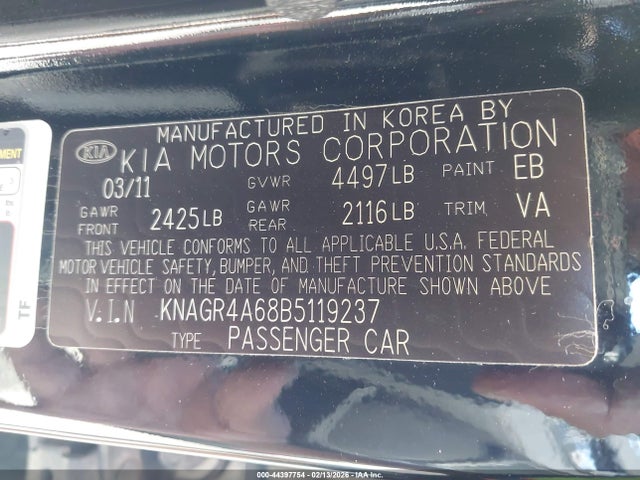 MANUFACTURED IN KOREA BY
KIA KIA MOTORS CORPORATION
03/11 GVWR 4497LB PAINT EB
GAWR FRONT 2425LB GAWR REAR 2116LB TRIM VA
THIS VEHICLE CONFORMS TO ALL APPLICABLE U.S.A. FEDERAL
MOTOR VEHICLE SAFETY, BUMPER, AND THEFT PREVENTION STANDARDS
IN EFFECT ON THE DATE OF MANUFACTURE SHOWN ABOVE
V.I.N KNAGR4A68B5119237
TYPE PASSENGER CAR
TF
000-44397754 - 02/13/2026 - IAA Inc.